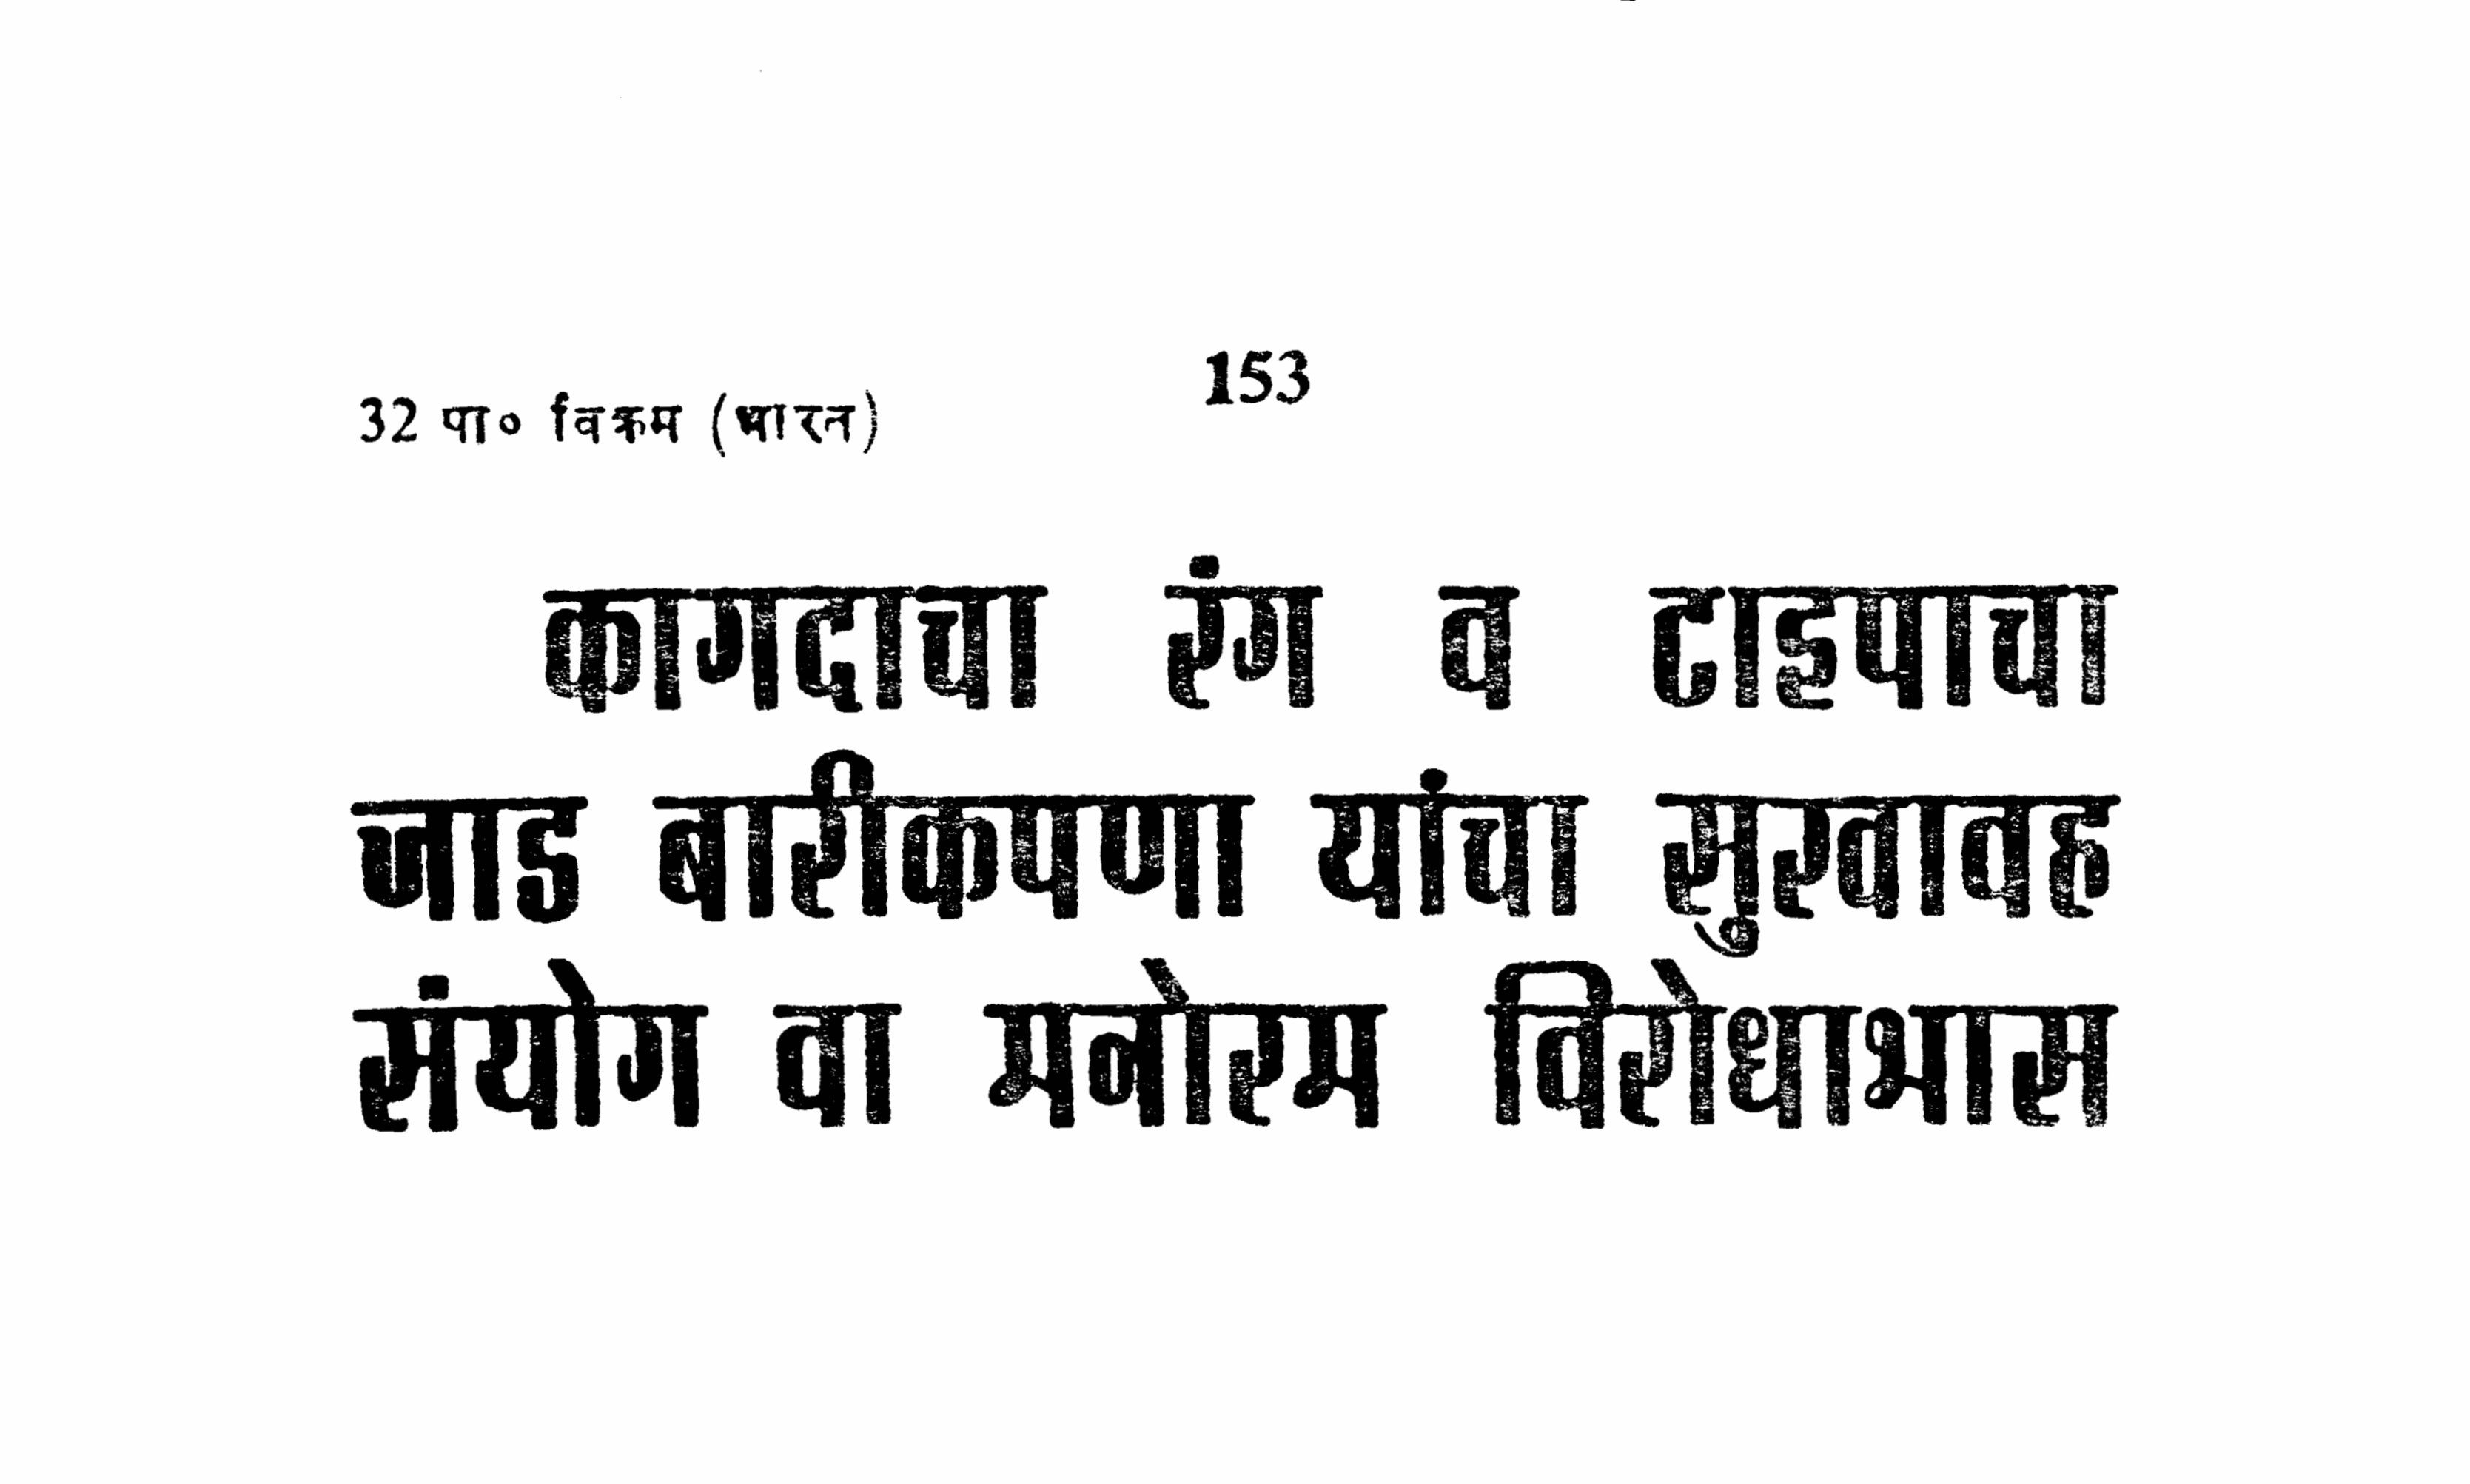 153
32 पा० विक्रम (भारत)
कागदाचा रंग व टाइपाचा
जाड बारीकपणा यांचा सुखावह
संयोग वा मनोरम विरोधाभास